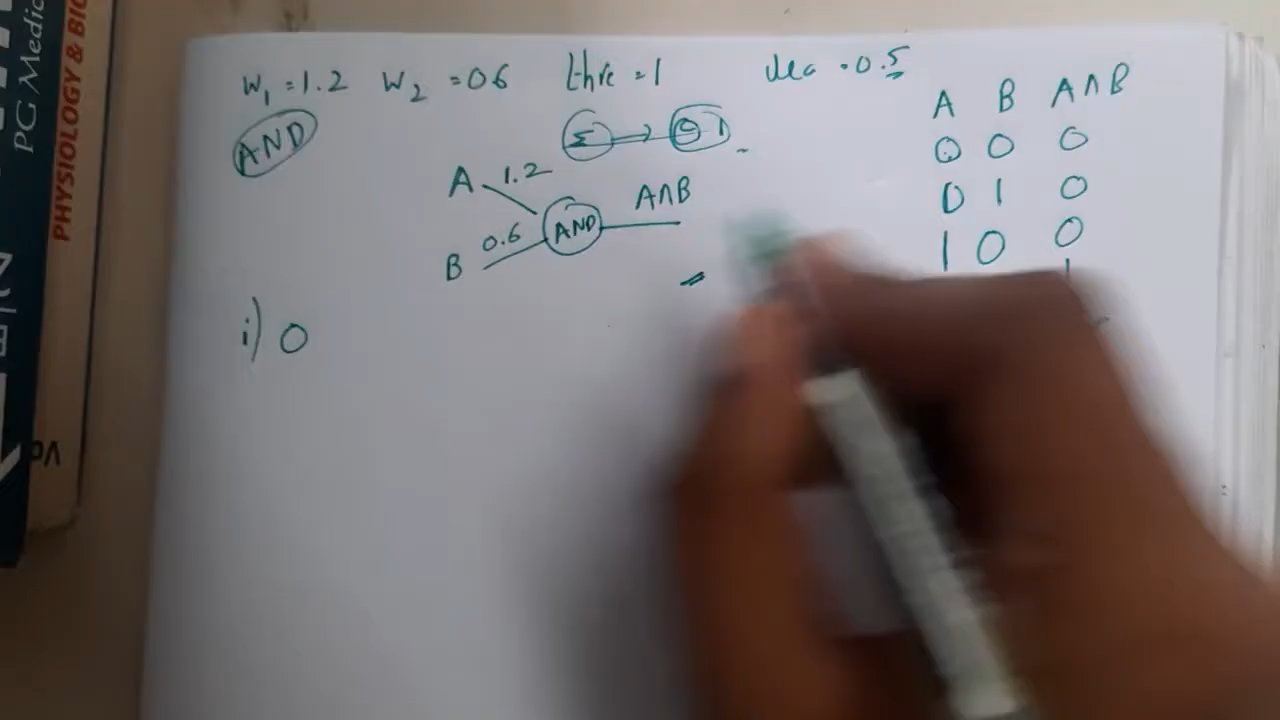 PHYSIOLOGY & BIO
PG Medic
W₁ = 1.2 W₂ = 0.6 thre = 1 = 0.5
AND
Σ → 1
A 1.2
B 0.6
AND
A∩B
A B A∩B
0 0 0
0 1 0
1 0 0
1
i) 0